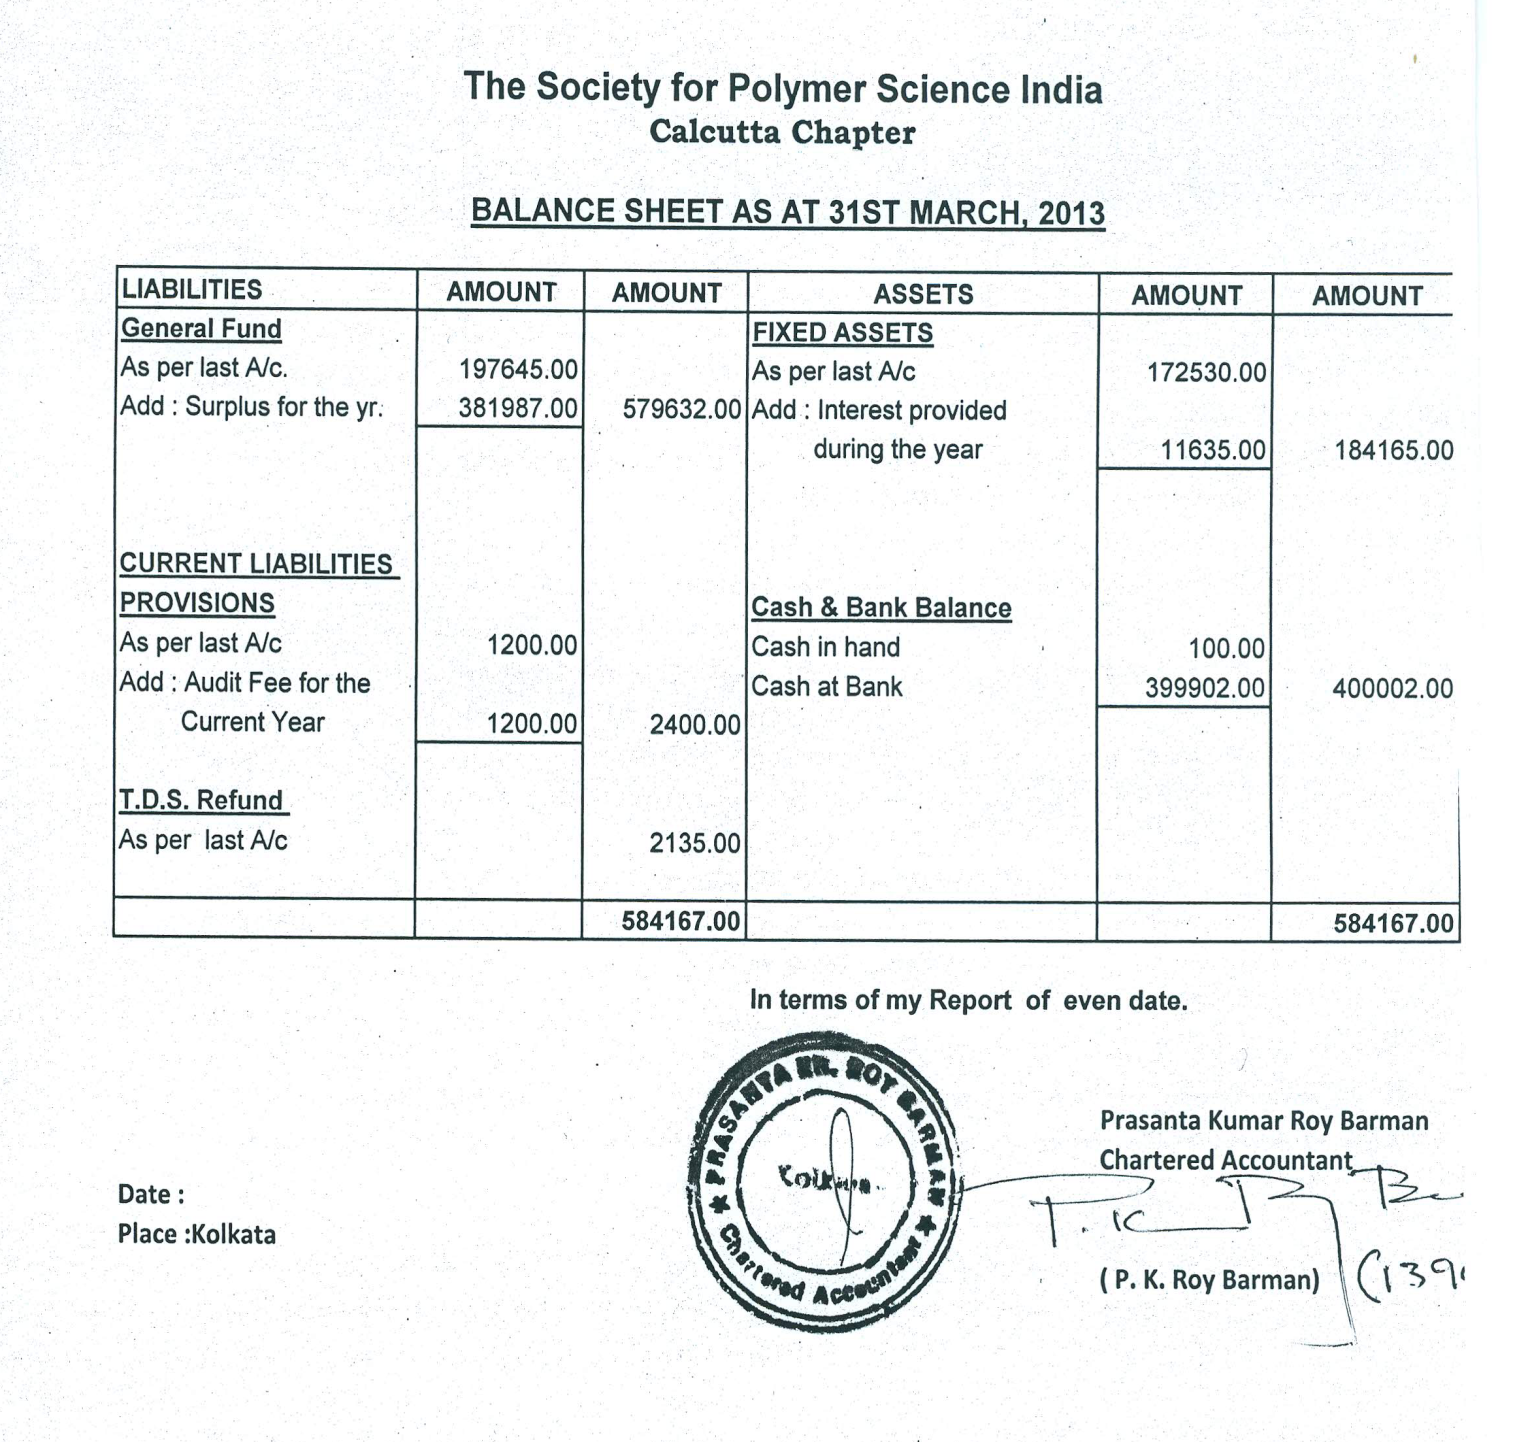 The Society for Polymer Science India
Calcutta Chapter
BALANCE SHEET AS AT 31ST MARCH, 2013
LIABILITIES AMOUNT AMOUNT ASSETS AMOUNT AMOUNT
General Fund FIXED ASSETS
As per last A/c. 197645.00 As per last A/c 172530.00
Add : Surplus for the yr. 381987.00 579632.00 Add : Interest provided
during the year 11635.00 184165.00
CURRENT LIABILITIES
PROVISIONS Cash & Bank Balance
As per last A/c 1200.00 Cash in hand 100.00
Add : Audit Fee for the Cash at Bank 399902.00 400002.00
Current Year 1200.00 2400.00
T.D.S. Refund
As per last A/c 2135.00
584167.00 584167.00
In terms of my Report of even date.
PRASANTA KR. ROY BARMAN
Kolkata
Chartered Accountant
Prasanta Kumar Roy Barman
Chartered Accountant
P. K. Roy
( P. K. Roy Barman)
Date :
Place :Kolkata